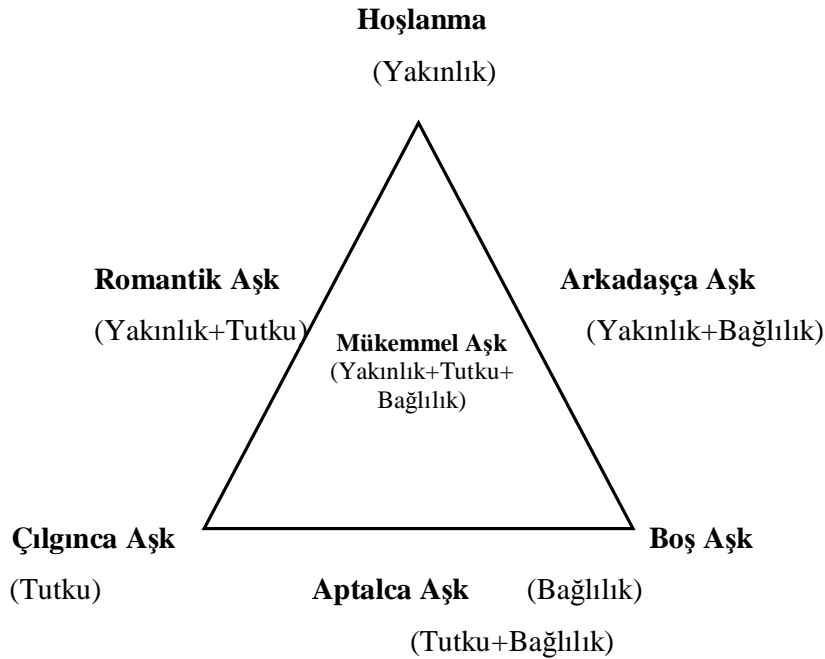 Hoşlanma
(Yakınlık)
Romantik Aşk
(Yakınlık+Tutku)
Arkadaşça Aşk
(Yakınlık+Bağlılık)
Mükemmel Aşk
(Yakınlık+Tutku+
Bağlılık)
Çılgınca Aşk
(Tutku)
Boş Aşk
(Bağlılık)
Aptalca Aşk
(Tutku+Bağlılık)